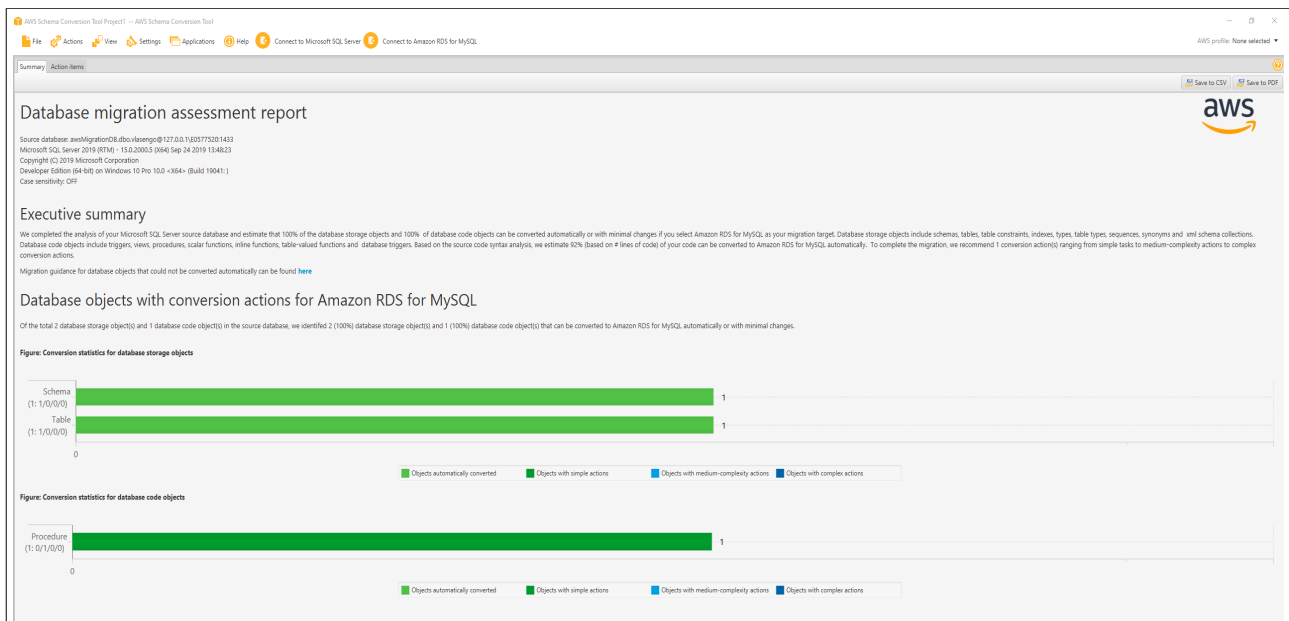 AWS Schema Conversion Tool Project1 — AWS Schema Conversion Tool
File Actions View Settings Applications Help Connect to Microsoft SQL Server Connect to Amazon RDS for MySQL AWS profile: None selected
Summary Action items
Save to CSV Save to PDF
Database migration assessment report
aws
Source database: awsMigrationDB.dbo.vlasengo@127.0.0.1\E0577520:1433
Microsoft SQL Server 2019 (RTM) - 15.0.2000.5 (X64) Sep 24 2019 13:48:23
Copyright (C) 2019 Microsoft Corporation
Developer Edition (64-bit) on Windows 10 Pro 10.0 <X64> (Build 19041: )
Case sensitivity: OFF
Executive summary
We completed the analysis of your Microsoft SQL Server source database and estimate that 100% of the database storage objects and 100% of database code objects can be converted automatically or with minimal changes if you select Amazon RDS for MySQL as your migration target. Database storage objects include schemas, tables, table constraints, indexes, types, table types, sequences, synonyms and xml schema collections.
Database code objects include triggers, views, procedures, scalar functions, inline functions, table-valued functions and database triggers. Based on the source code syntax analysis, we estimate 92% (based on # lines of code) of your code can be converted to Amazon RDS for MySQL automatically. To complete the migration, we recommend 1 conversion action(s) ranging from simple tasks to medium-complexity actions to complex
conversion actions.
Migration guidance for database objects that could not be converted automatically can be found here
Database objects with conversion actions for Amazon RDS for MySQL
Of the total 2 database storage object(s) and 1 database code object(s) in the source database, we identifed 2 (100%) database storage object(s) and 1 (100%) database code object(s) that can be converted to Amazon RDS for MySQL automatically or with minimal changes.
Figure: Conversion statistics for database storage objects
Schema
(1: 1/0/0/0)
1
Table
(1: 1/0/0/0)
1
0
Objects automatically converted Objects with simple actions Objects with medium-complexity actions Objects with complex actions
Figure: Conversion statistics for database code objects
Procedure
(1: 0/1/0/0)
1
0
Objects automatically converted Objects with simple actions Objects with medium-complexity actions Objects with complex actions